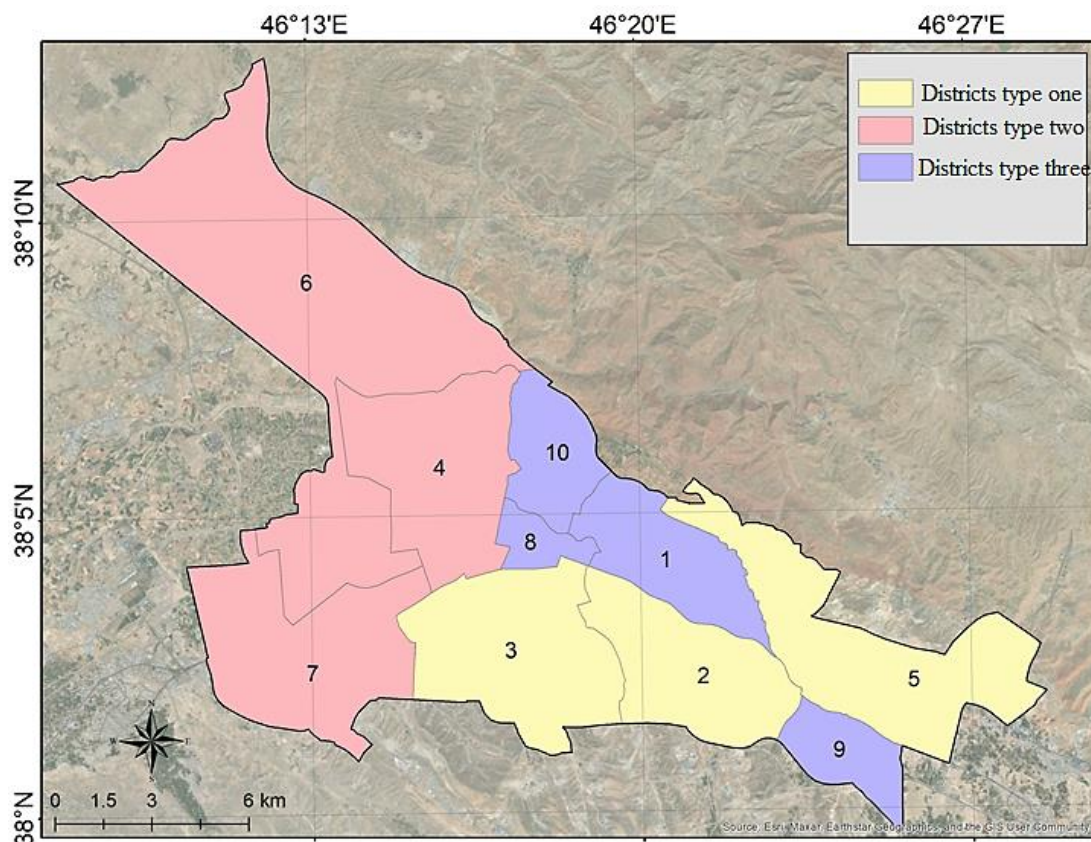 46°13'E 46°20'E 46°27'E
Districts type one
Districts type two
Districts type three
38°10'N
6
4
10
38°5'N
8
1
3
2
7
5
9
N
W E
S
0 1.5 3 6 km
38°N
Source: Esri, Maxar, Earthstar Geographics, and the GIS User Community